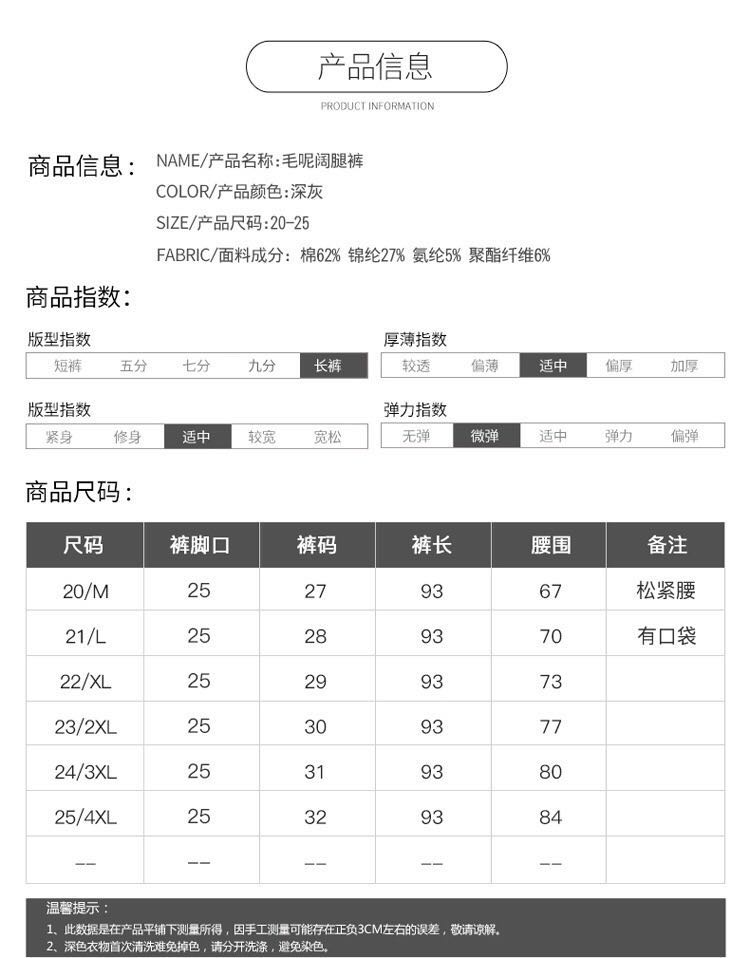 产品信息
PRODUCT INFORMATION
商品信息：
NAME/产品名称:毛呢阔腿裤
COLOR/产品颜色:深灰
SIZE/产品尺码:20-25
FABRIC/面料成分：棉62% 锦纶27% 氨纶5% 聚酯纤维6%
商品指数：
版型指数
短裤 五分 七分 九分 长裤
厚薄指数
较透 偏薄 适中 偏厚 加厚
版型指数
紧身 修身 适中 较宽 宽松
弹力指数
无弹 微弹 适中 弹力 偏弹
商品尺码：
尺码 裤脚口 裤码 裤长 腰围 备注
20/M 25 27 93 67 松紧腰
21/L 25 28 93 70 有口袋
22/XL 25 29 93 73
23/2XL 25 30 93 77
24/3XL 25 31 93 80
25/4XL 25 32 93 84
-- -- -- -- --
温馨提示：
1、此数据是在产品平铺下测量所得，因手工测量可能存在正负3CM左右的误差，敬请谅解。
2、深色衣物首次清洗难免掉色，请分开洗涤，避免染色。